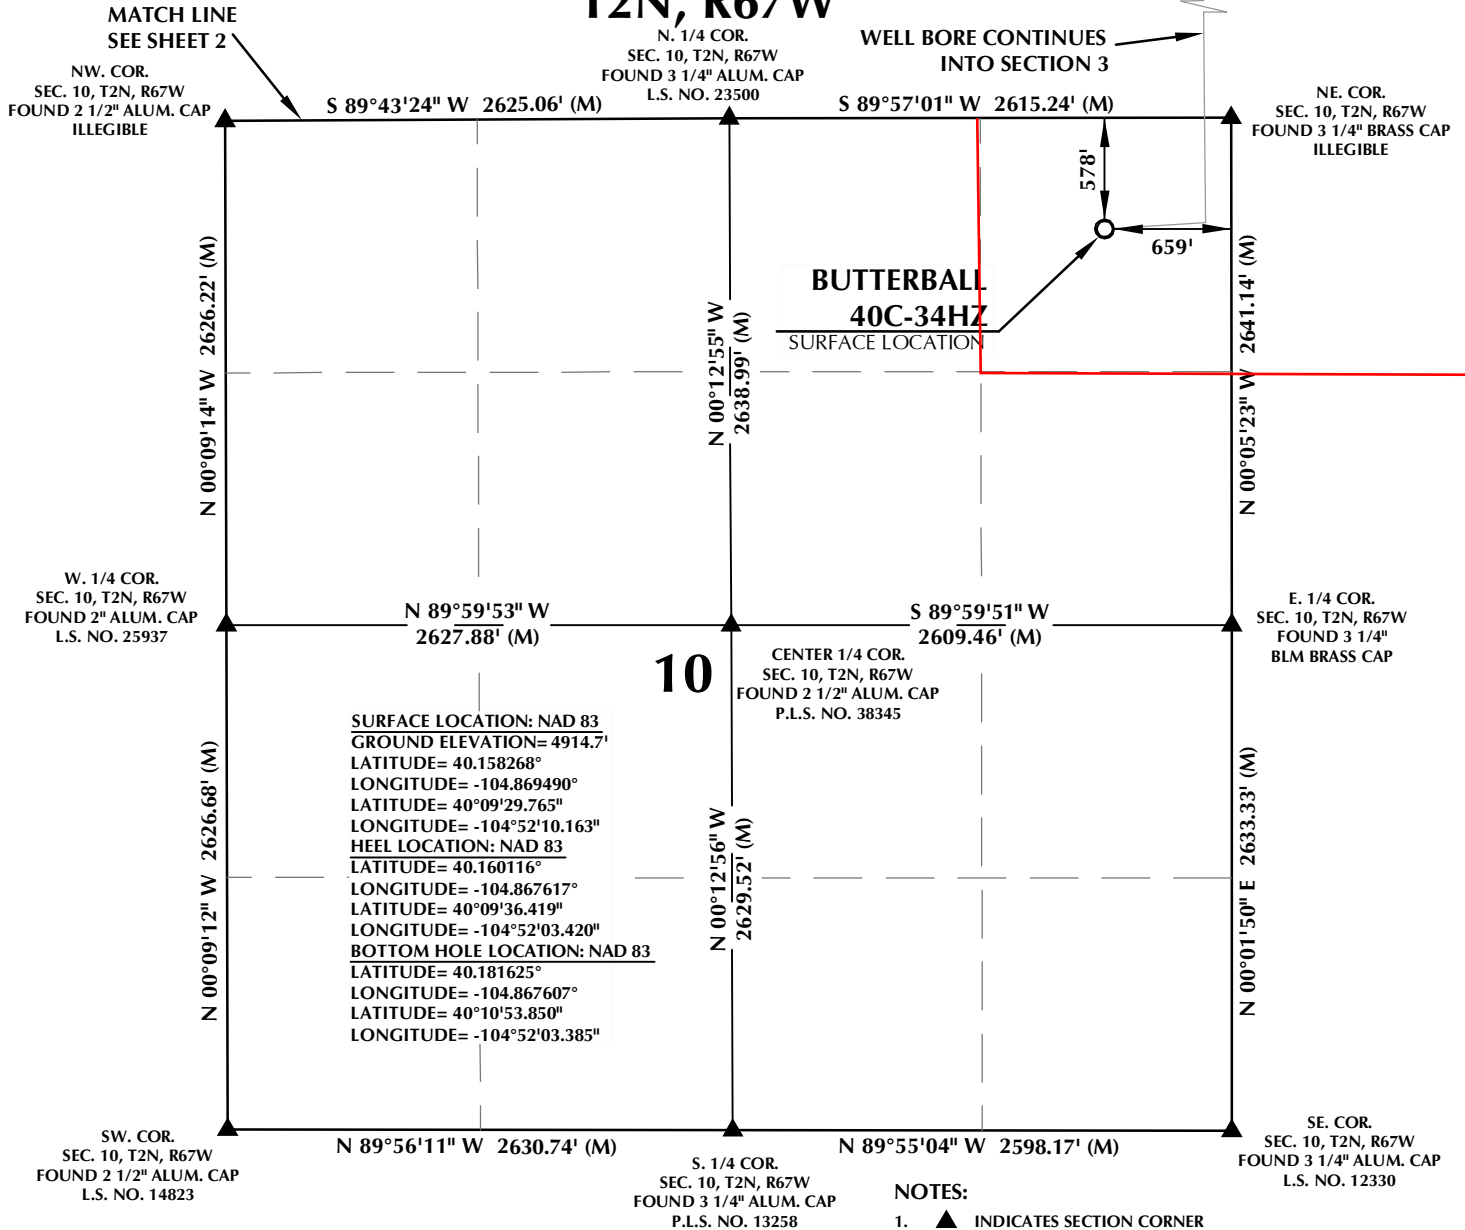 T2N, R67W
MATCH LINE
SEE SHEET 2
NW. COR.
SEC. 10, T2N, R67W
FOUND 2 1/2" ALUM. CAP
ILLEGIBLE
N. 1/4 COR.
SEC. 10, T2N, R67W
FOUND 3 1/4" ALUM. CAP
L.S. NO. 23500
WELL BORE CONTINUES
INTO SECTION 3
NE. COR.
SEC. 10, T2N, R67W
FOUND 3 1/4" BRASS CAP
ILLEGIBLE
S 89°43'24" W 2625.06' (M)
S 89°57'01" W 2615.24' (M)
578'
659'
BUTTERBALL
40C-34HZ
SURFACE LOCATION
N 00°09'14" W 2626.22' (M)
N 00°12'55" W
2638.99' (M)
N 00°05'23" W 2641.14' (M)
W. 1/4 COR.
SEC. 10, T2N, R67W
FOUND 2" ALUM. CAP
L.S. NO. 25937
N 89°59'53" W
2627.88' (M)
S 89°59'51" W
2609.46' (M)
E. 1/4 COR.
SEC. 10, T2N, R67W
FOUND 3 1/4"
BLM BRASS CAP
10
CENTER 1/4 COR.
SEC. 10, T2N, R67W
FOUND 2 1/2" ALUM. CAP
P.L.S. NO. 38345
SURFACE LOCATION: NAD 83
GROUND ELEVATION= 4914.7'
LATITUDE= 40.158268°
LONGITUDE= -104.869490°
LATITUDE= 40°09'29.765"
LONGITUDE= -104°52'10.163"
HEEL LOCATION: NAD 83
LATITUDE= 40.160116°
LONGITUDE= -104.867617°
LATITUDE= 40°09'36.419"
LONGITUDE= -104°52'03.420"
BOTTOM HOLE LOCATION: NAD 83
LATITUDE= 40.181625°
LONGITUDE= -104.867607°
LATITUDE= 40°10'53.850"
LONGITUDE= -104°52'03.385"
N 00°09'12" W 2626.68' (M)
N 00°12'56" W
2629.52' (M)
N 00°01'50" E 2633.33' (M)
SW. COR.
SEC. 10, T2N, R67W
FOUND 2 1/2" ALUM. CAP
L.S. NO. 14823
N 89°56'11" W 2630.74' (M)
N 89°55'04" W 2598.17' (M)
S. 1/4 COR.
SEC. 10, T2N, R67W
FOUND 3 1/4" ALUM. CAP
P.L.S. NO. 13258
SE. COR.
SEC. 10, T2N, R67W
FOUND 3 1/4" ALUM. CAP
L.S. NO. 12330
NOTES:
1. ▲ INDICATES SECTION CORNER